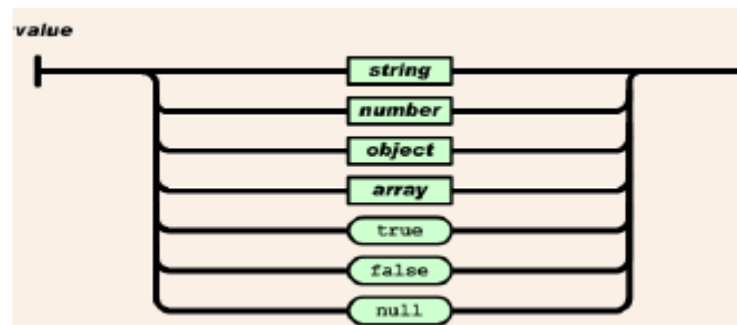 value
string
number
object
array
true
false
null